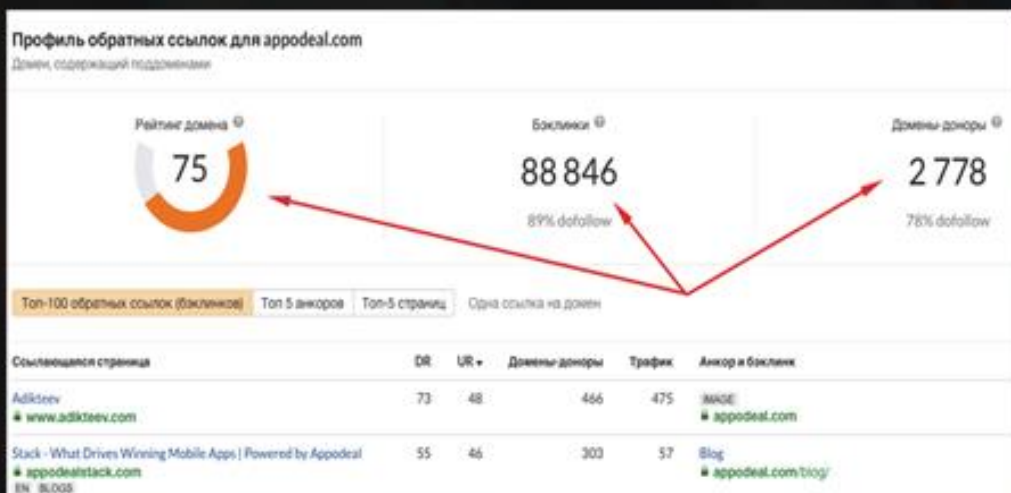 Профиль обратных ссылок для appodeal.com
Домен, содержащий поддоменами
Рейтинг домена
75
Бэклинки
88 846
89% dofollow
Домены-доноры
2 778
78% dofollow
Топ-100 обратных ссылок (бэклинков) Топ 5 анкоров Топ-5 страниц Одна ссылка на домен
Ссылающаяся страница DR UR Домены-доноры Трафик Анкор и бэклинк
Adikteev 73 48 466 475 IMAGE
www.adikteev.com appodeal.com
Stack - What Drives Winning Mobile Apps | Powered by Appodeal 55 46 303 57 Blog
appodealstack.com appodeal.com/blog/
EN BLOGS